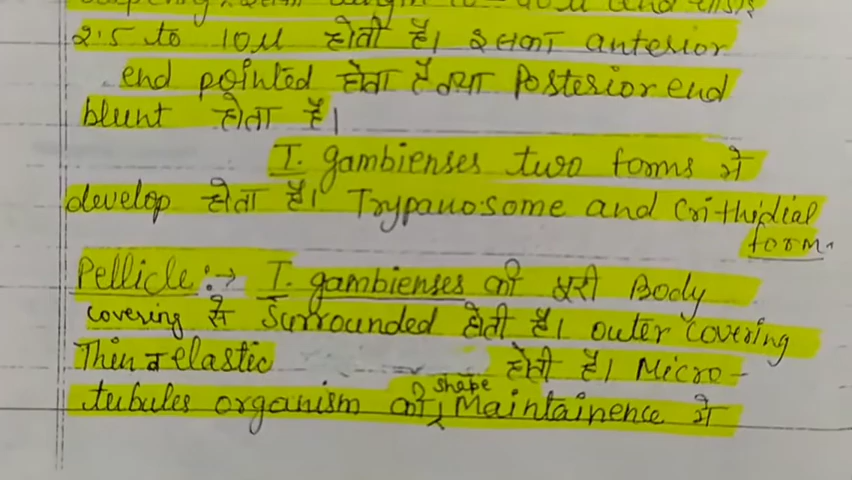 2.5 to 10µ होती है। इसका anterior
end pointed होता है तथा Posterior end
blunt होता है।
T. gambienses two forms में
develop होता है। Trypanosome and Crithidial
form.
Pellicle :→ T. gambienses की पूरी Body
covering से surrounded होती है। outer covering
Thin व elastic होती है। Micro-
tubules organism की shape Maintainence में